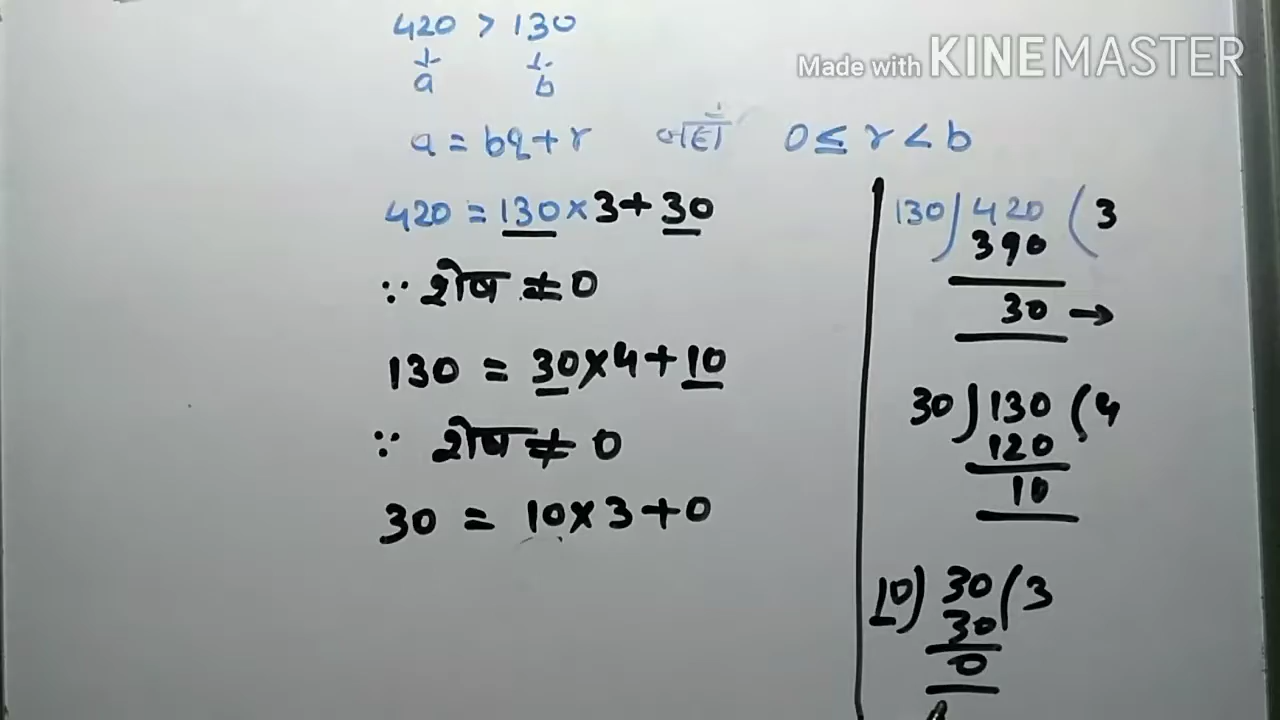 420 > 130
Made with KINEMASTER
a b
a = bq + r जहाँ 0 ≤ r < b
420 = 130 × 3 + 30
∵ शेष ≠ 0
130 = 30 × 4 + 10
∵ शेष ≠ 0
30 = 10 × 3 + 0
130 ) 420 ( 3
390
30 →
30 ) 130 ( 4
120
10
10 ) 30 ( 3
30
0